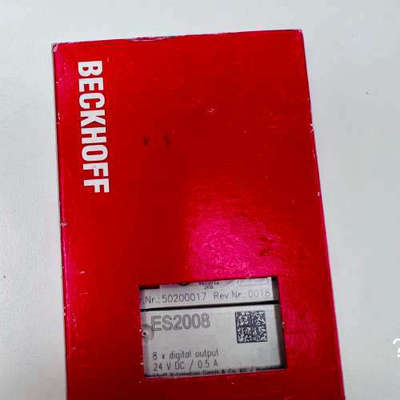 BECKHOFF
Nr.: 50200017 Rev Nr.: 0018
ES2008
8 x digital output
24 V DC / 0.5 A